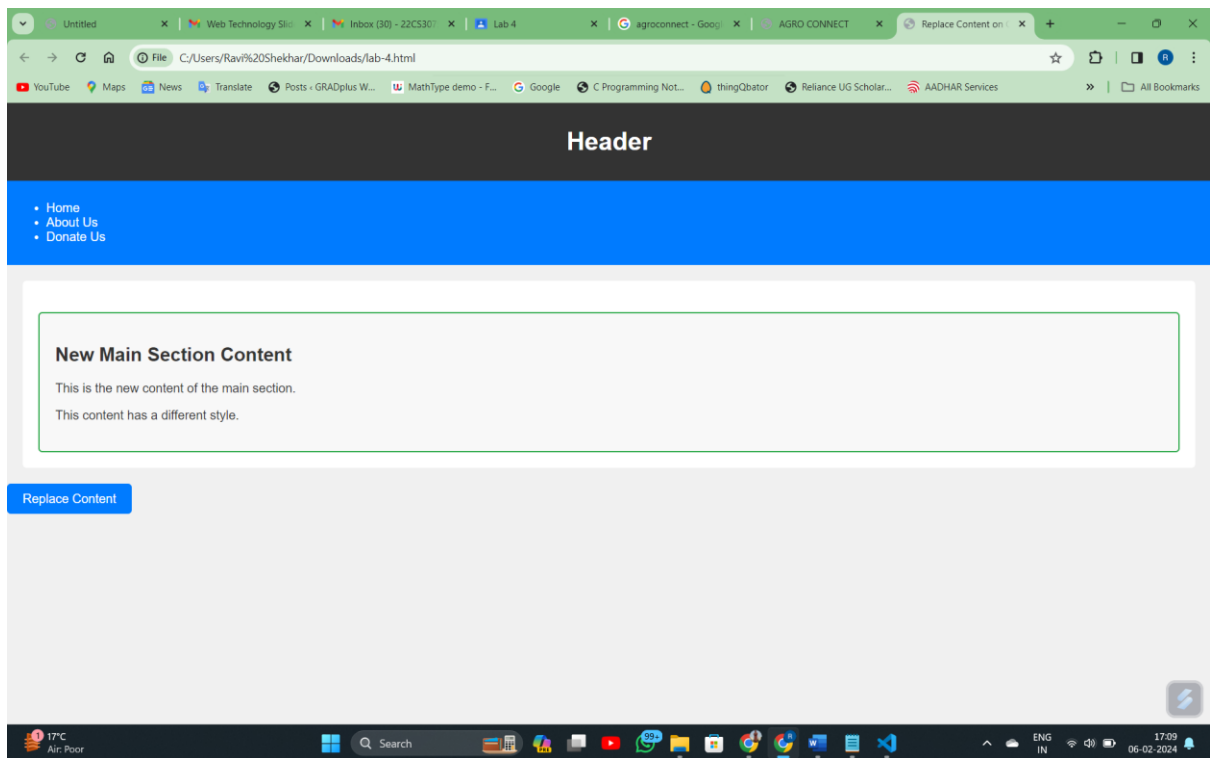 Untitled
Web Technology Slid
Inbox (30) - 22CS307
Lab 4
agroconnect - Googl
AGRO CONNECT
Replace Content on
File C:/Users/Ravi%20Shekhar/Downloads/lab-4.html
B
YouTube Maps News Translate Posts ‹ GRADplus W... MathType demo - F... Google C Programming Not... thingQbator Reliance UG Scholar... AADHAR Services » All Bookmarks
Header
• Home
• About Us
• Donate Us
New Main Section Content
This is the new content of the main section.
This content has a different style.
Replace Content
1 17°C
Air: Poor
Search
99+
ENG
IN
17:09
06-02-2024